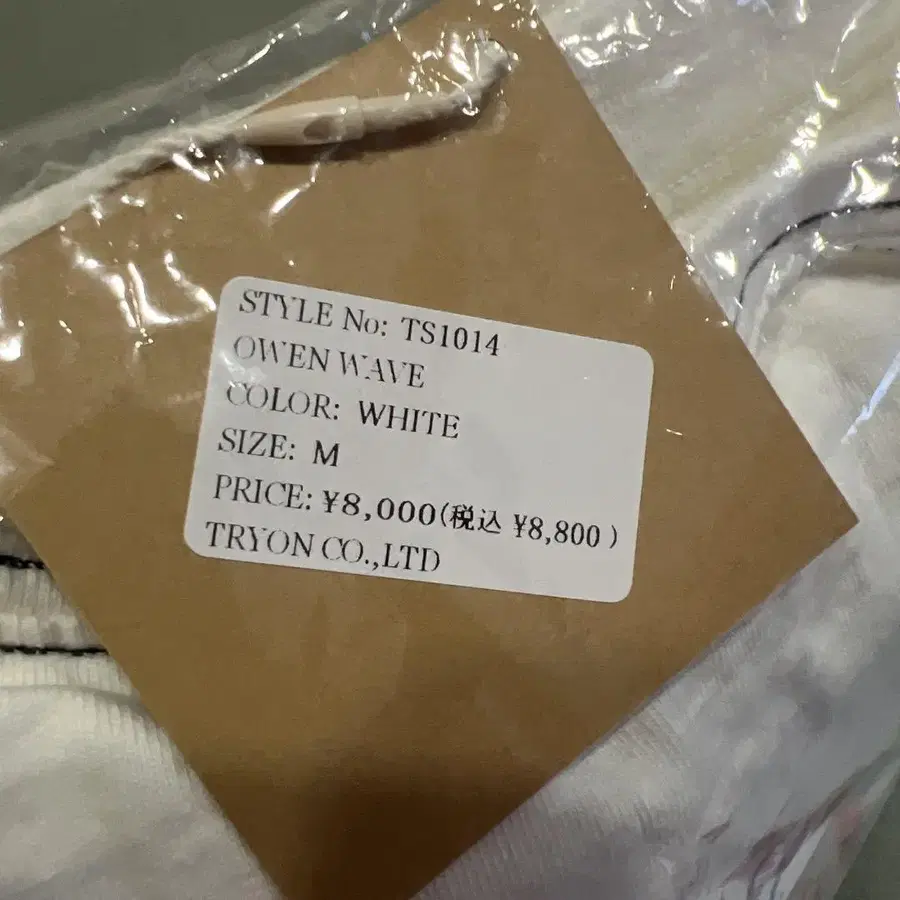 STYLE No: TS1014
OWEN WAVE
COLOR: WHITE
SIZE: M
PRICE: ¥8,000(税込 ¥8,800)
TRYON CO.,LTD